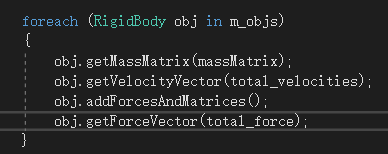 foreach (RigidBody obj in m_objs)
{
obj.getMassMatrix(massMatrix);
obj.getVelocityVector(total_velocities);
obj.addForcesAndMatrices();
obj.getForceVector(total_force);
}